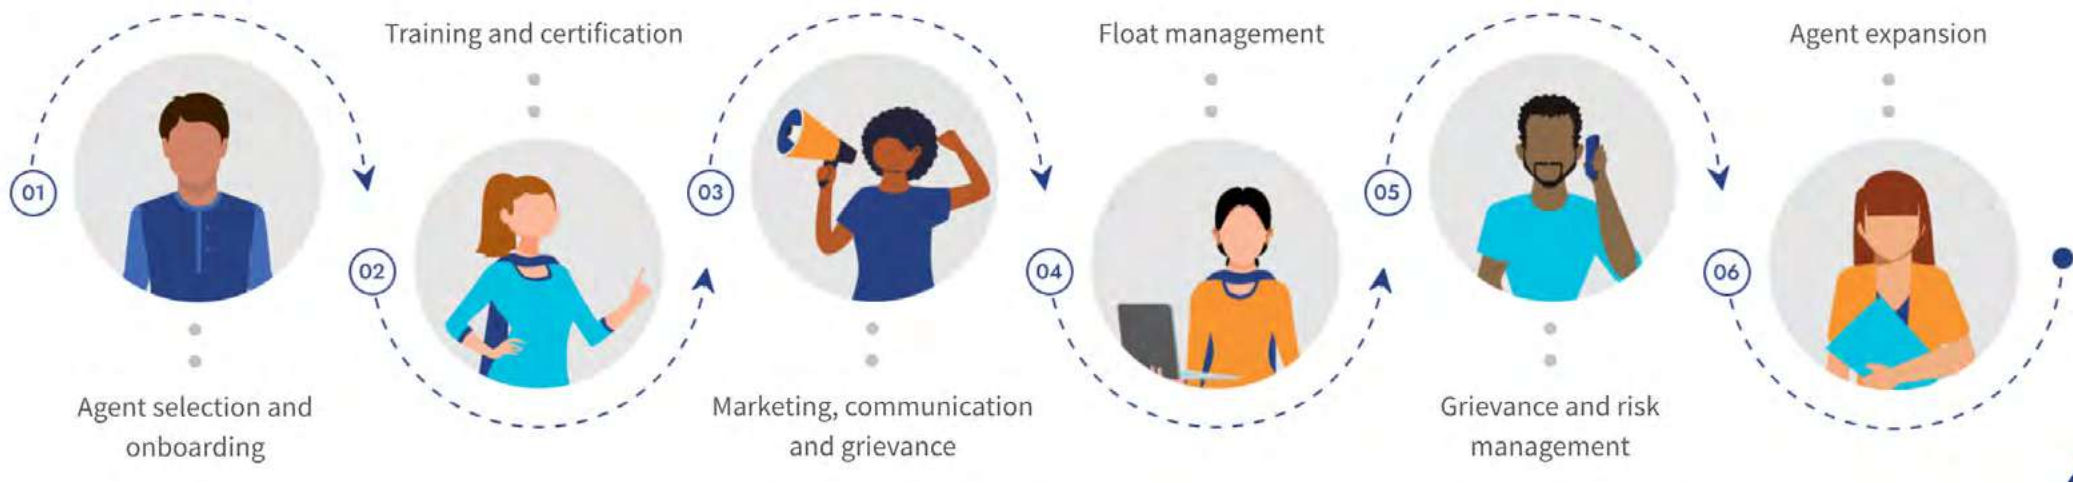 01
Agent selection and
onboarding
Training and certification
02
03
Marketing, communication
and grievance
Float management
04
05
Grievance and risk
management
Agent expansion
06